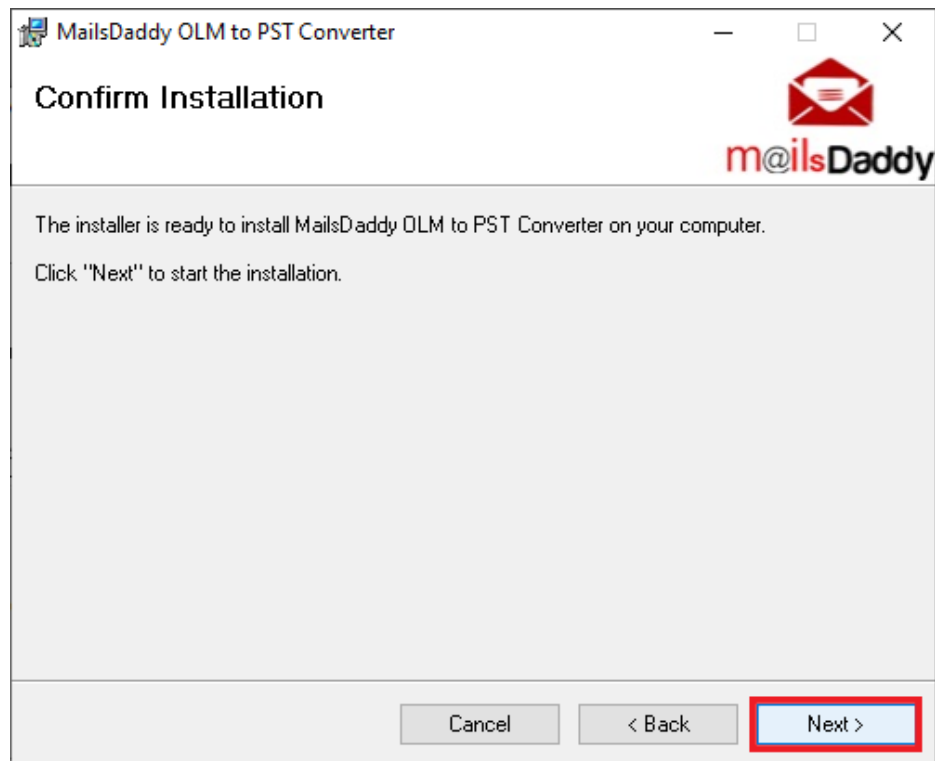 MailsDaddy OLM to PST Converter
Confirm Installation
m@ilsDaddy
The installer is ready to install MailsDaddy OLM to PST Converter on your computer.
Click "Next" to start the installation.
Cancel
< Back
Next >